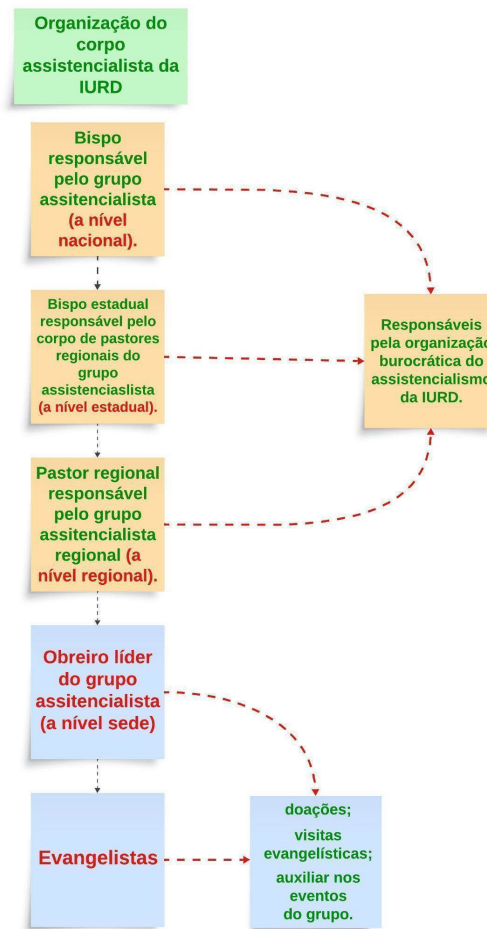 Organização do
corpo
assistencialista da
IURD
Bispo
responsável
pelo grupo
assitencialista
(a nível
nacional).
Bispo estadual
responsável pelo
corpo de pastores
regionais do
grupo
assistenciaslista
(a nível estadual).
Responsáveis
pela organização
burocrática do
assistencialismo
da IURD.
Pastor regional
responsável
pelo grupo
assitencialista
regional (a
nível regional).
Obreiro líder
do grupo
assitencialista
(a nível sede)
Evangelistas
doações;
visitas
evangelísticas;
auxiliar nos
eventos
do grupo.